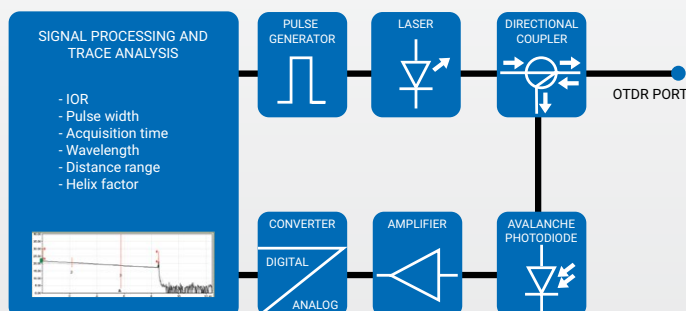 SIGNAL PROCESSING AND
TRACE ANALYSIS
- IOR
- Pulse width
- Acquisition time
- Wavelength
- Distance range
- Helix factor
PULSE
GENERATOR
LASER
DIRECTIONAL
COUPLER
OTDR PORT
CONVERTER
DIGITAL
ANALOG
AMPLIFIER
AVALANCHE
PHOTODIODE